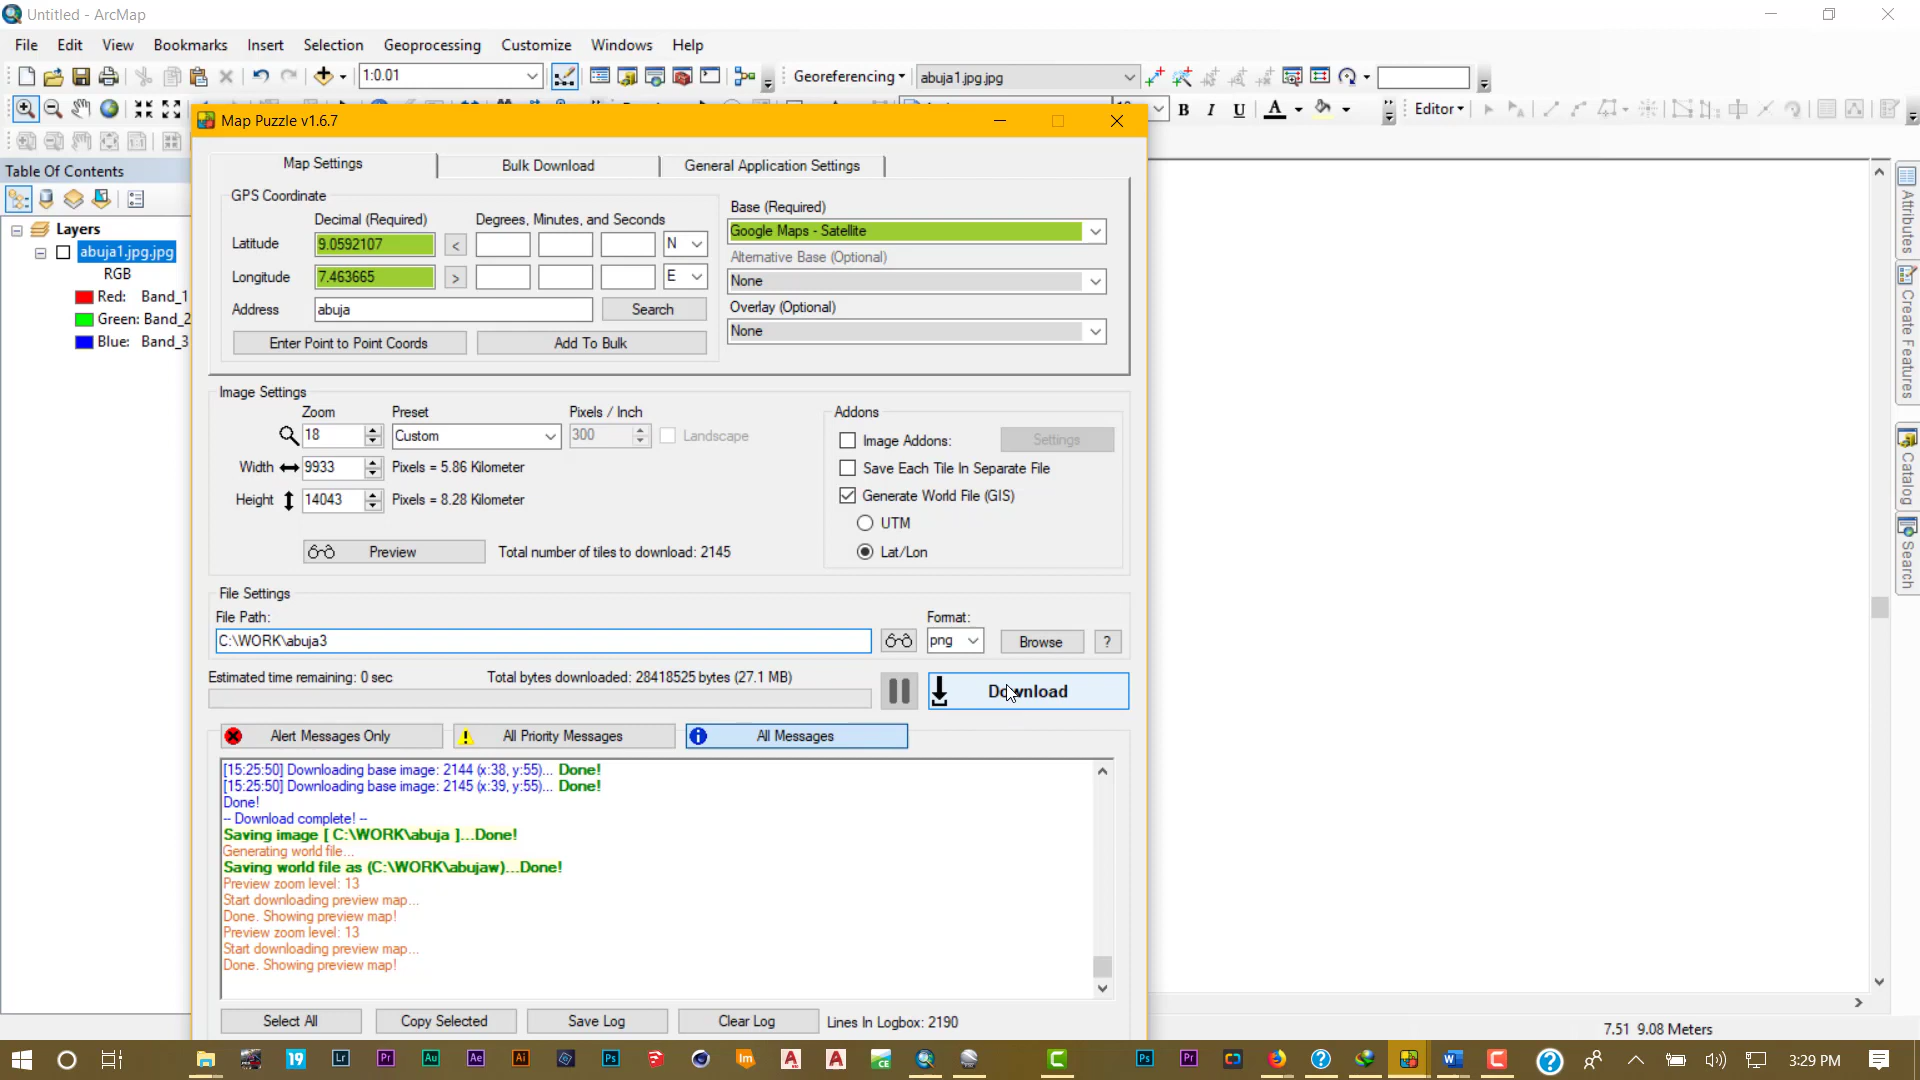 Untitled - ArcMap
File Edit View Bookmarks Insert Selection Geoprocessing Customize Windows Help
1:0.01 Georeferencing abuja1.jpg.jpg
B I U A Editor
Map Puzzle v1.6.7
Table Of Contents
Layers
abuja1.jpg.jpg
RGB
Red: Band_1
Green: Band_2
Blue: Band_3
Map Settings Bulk Download General Application Settings
GPS Coordinate
Decimal (Required) Degrees, Minutes, and Seconds
Latitude 9.0592107 < N
Longitude 7.463665 > E
Address abuja Search
Enter Point to Point Coords Add To Bulk
Base (Required)
Google Maps - Satellite
Alternative Base (Optional)
None
Overlay (Optional)
None
Image Settings
Zoom Preset Pixels / Inch
18 Custom 300 Landscape
Width 9933 Pixels = 5.86 Kilometer
Height 14043 Pixels = 8.28 Kilometer
Preview Total number of tiles to download: 2145
Addons
Image Addons: Settings
Save Each Tile In Separate File
Generate World File (GIS)
UTM
Lat/Lon
File Settings
File Path: Format:
C:\WORK\abuja3 png Browse ?
Estimated time remaining: 0 sec Total bytes downloaded: 28418525 bytes (27.1 MB)
Download
Alert Messages Only All Priority Messages All Messages
[15:25:50] Downloading base image: 2144 (x:38, y:55)... Done!
[15:25:50] Downloading base image: 2145 (x:39, y:55)... Done!
Done!
-- Download complete! --
Saving image [ C:\WORK\abuja ]...Done!
Generating world file...
Saving world file as (C:\WORK\abujaw)...Done!
Preview zoom level: 13
Start downloading preview map...
Done. Showing preview map!
Preview zoom level: 13
Start downloading preview map...
Done. Showing preview map!
Select All Copy Selected Save Log Clear Log Lines In Logbox: 2190
Attributes
Create Features
Catalog
Search
7.51 9.08 Meters
19 Lr Pr Au Ae Ai Ps Im A A C Ps Pr W C 3:29 PM